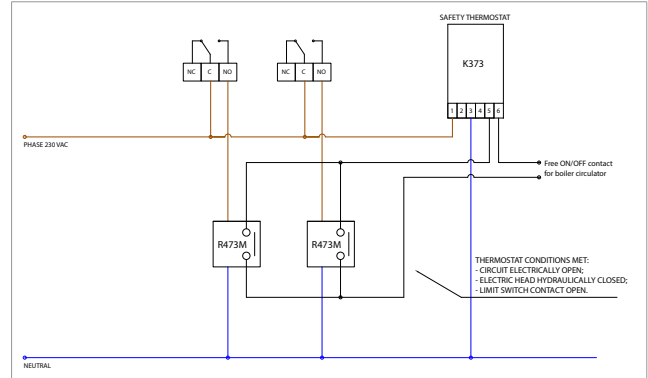 SAFETY THERMOSTAT
K373
NC C NO
NC C NO
1 2 3 4 5 6
PHASE 230 VAC
Free ON/OFF contact
for boiler circulator
R473M
R473M
THERMOSTAT CONDITIONS MET:
- CIRCUIT ELECTRICALLY OPEN;
- ELECTRIC HEAD HYDRAULICALLY CLOSED;
- LIMIT SWITCH CONTACT OPEN.
NEUTRAL